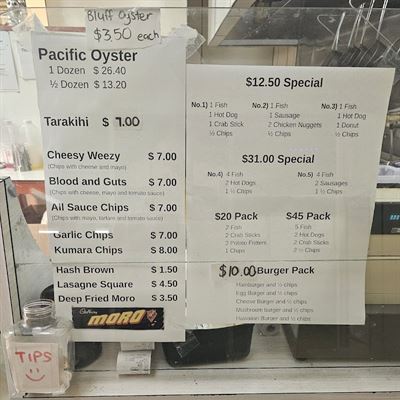 Bluff Oyster
$3.50 each
Pacific Oyster
1 Dozen $ 26.40
½ Dozen $ 13.20
Tarakihi $ 7.00
Cheesy Weezy $ 7.00
(Chips with cheese and mayo)
Blood and Guts $ 7.00
(Chips with cheese, mayo and tomato sauce)
All Sauce Chips $ 7.00
(Chips with mayo, tartare and tomato sauce)
Garlic Chips $ 7.00
Kumara Chips $ 8.00
Hash Brown $ 1.50
Lasagne Square $ 4.50
Deep Fried Moro $ 3.50
Cadbury
MORO
$12.50 Special
No.1) 1 Fish
1 Hot Dog
1 Crab Stick
½ Chips
No.2) 1 Fish
1 Sausage
2 Chicken Nuggets
½ Chips
No.3) 1 Fish
1 Hot Dog
1 Donut
½ Chips
$31.00 Special
No.4) 4 Fish
2 Hot Dogs
1 ½ Chips
No.5) 4 Fish
2 Sausages
1 ½ Chips
$20 Pack
2 Fish
2 Crab Sticks
2 Potato Fritters
1 Chips
$45 Pack
5 Fish
2 Hot Dogs
2 Crab Sticks
2 ½ Chips
$10.00 Burger Pack
Hamburger and ½ chips
Egg Burger and ½ chips
Cheese Burger and ½ chips
Mushroom burger and ½ chips
Hawaiian Burger and ½ chips
TIPS